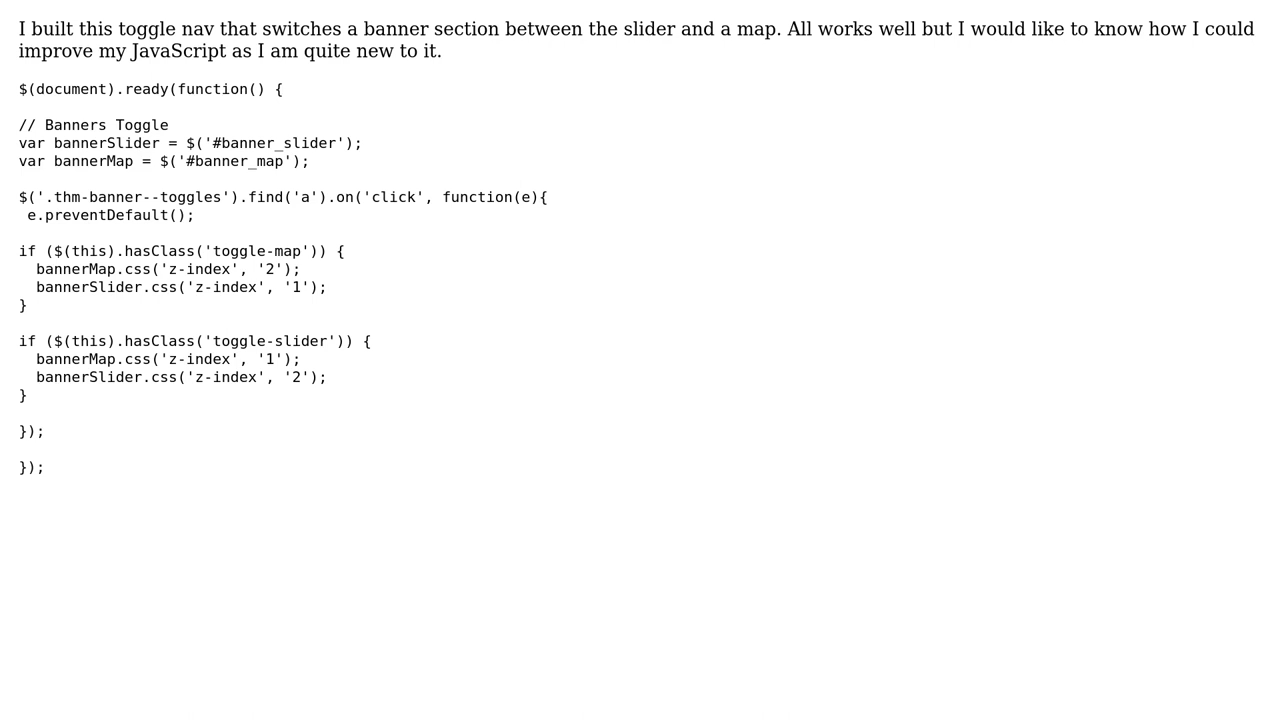 I built this toggle nav that switches a banner section between the slider and a map. All works well but I would like to know how I could
improve my JavaScript as I am quite new to it.
$(document).ready(function() {
// Banners Toggle
var bannerSlider = $('#banner_slider');
var bannerMap = $('#banner_map');
$('.thm-banner--toggles').find('a').on('click', function(e){
 e.preventDefault();
if ($(this).hasClass('toggle-map')) {
  bannerMap.css('z-index', '2');
  bannerSlider.css('z-index', '1');
}
if ($(this).hasClass('toggle-slider')) {
  bannerMap.css('z-index', '1');
  bannerSlider.css('z-index', '2');
}
});
});